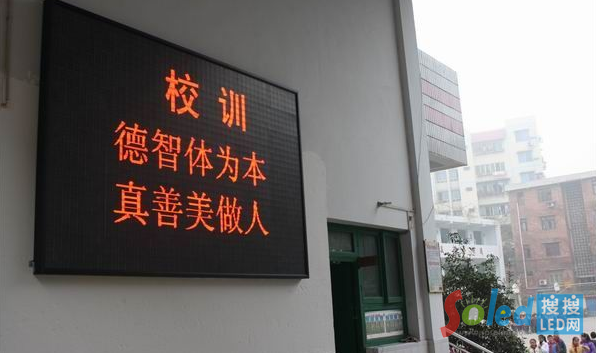 校训
德智体为本
真善美做人
Soled
搜搜
LED网